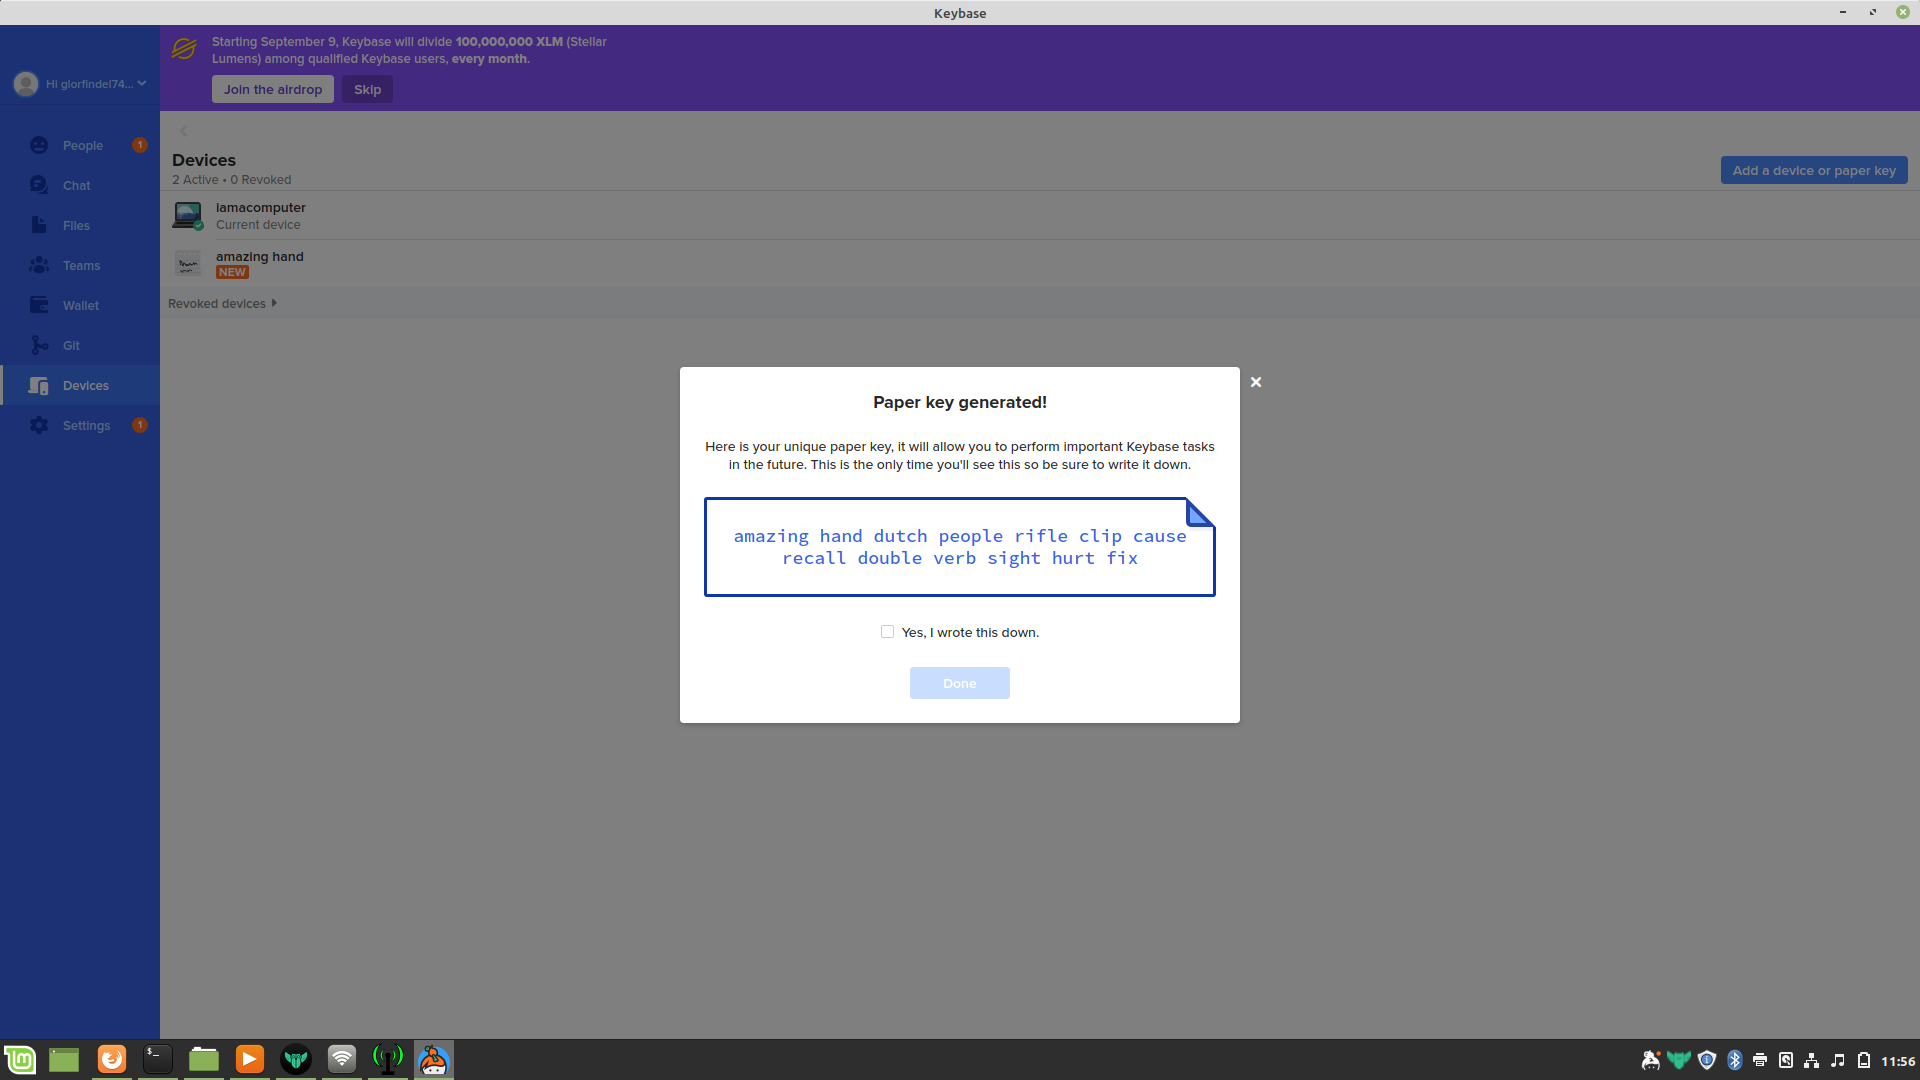 Keybase
Starting September 9, Keybase will divide 100,000,000 XLM (Stellar
Lumens) among qualified Keybase users, every month.
Join the airdrop
Skip
Hi glorfindel74...
People
1
Chat
Files
Teams
Wallet
Git
Devices
Settings
1
Devices
2 Active • 0 Revoked
Add a device or paper key
iamacomputer
Current device
amazing hand
NEW
Revoked devices
Paper key generated!
Here is your unique paper key, it will allow you to perform important Keybase tasks
in the future. This is the only time you'll see this so be sure to write it down.
amazing hand dutch people rifle clip cause
recall double verb sight hurt fix
Yes, I wrote this down.
Done
11:56